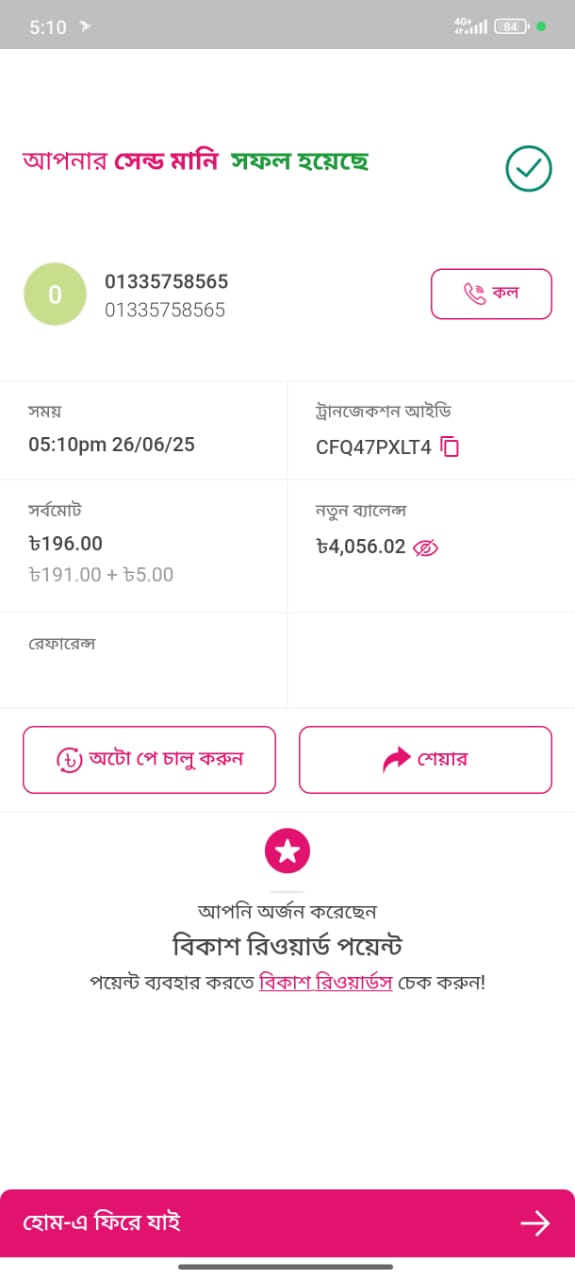 5:10
4G+
84
আপনার সেন্ড মানি সফল হয়েছে
0
01335758565
01335758565
কল
সময়
05:10pm 26/06/25
ট্রানজেকশন আইডি
CFQ47PXLT4
সর্বমোট
৳196.00
৳191.00 + ৳5.00
নতুন ব্যালেন্স
৳4,056.02
রেফারেন্স
অটো পে চালু করুন
শেয়ার
আপনি অর্জন করেছেন
বিকাশ রিওয়ার্ড পয়েন্ট
পয়েন্ট ব্যবহার করতে বিকাশ রিওয়ার্ডস চেক করুন!
হোম-এ ফিরে যাই